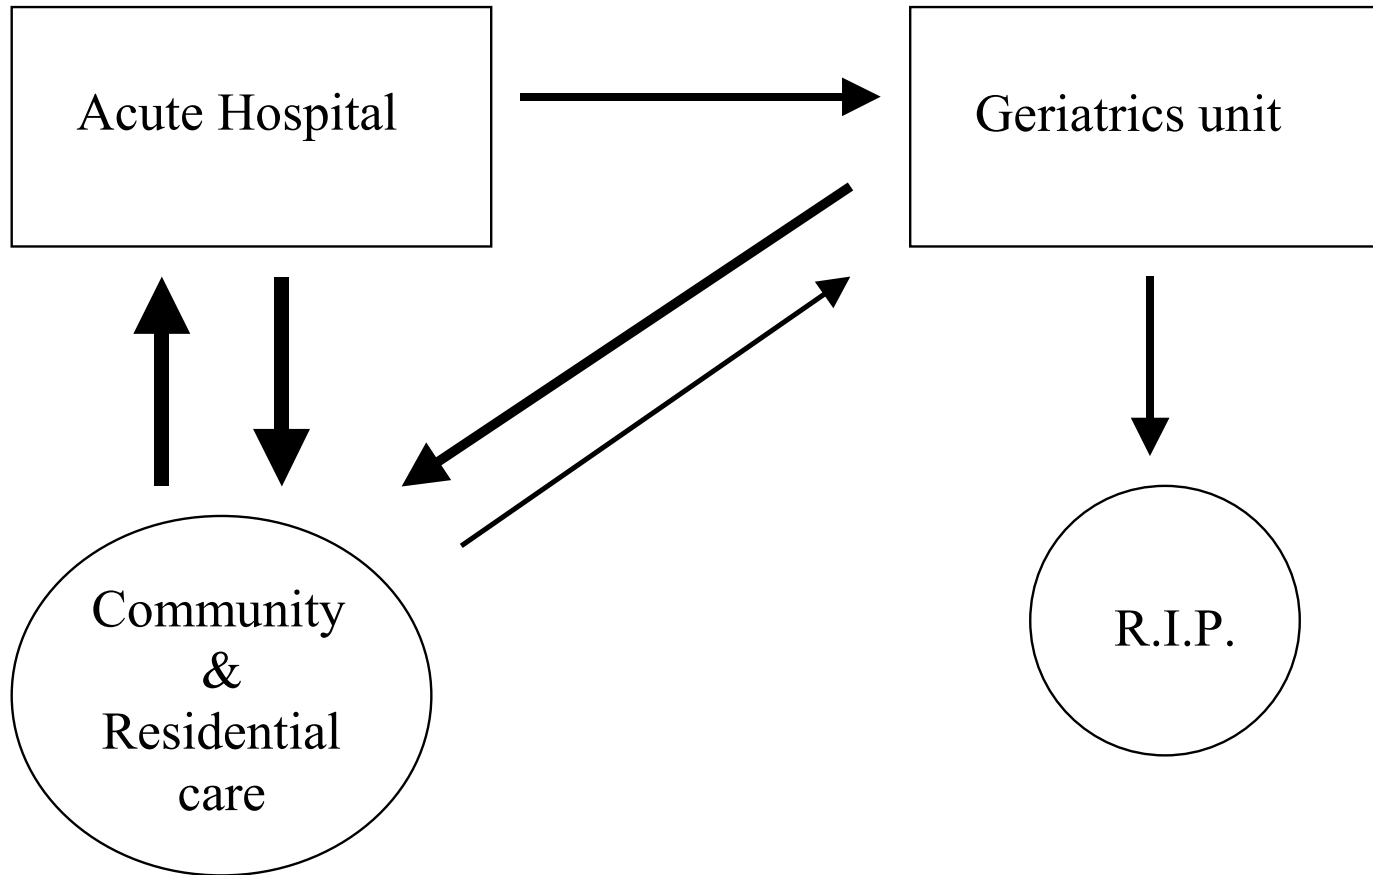 Acute Hospital
Geriatrics unit
Community
&
Residential
care
R.I.P.